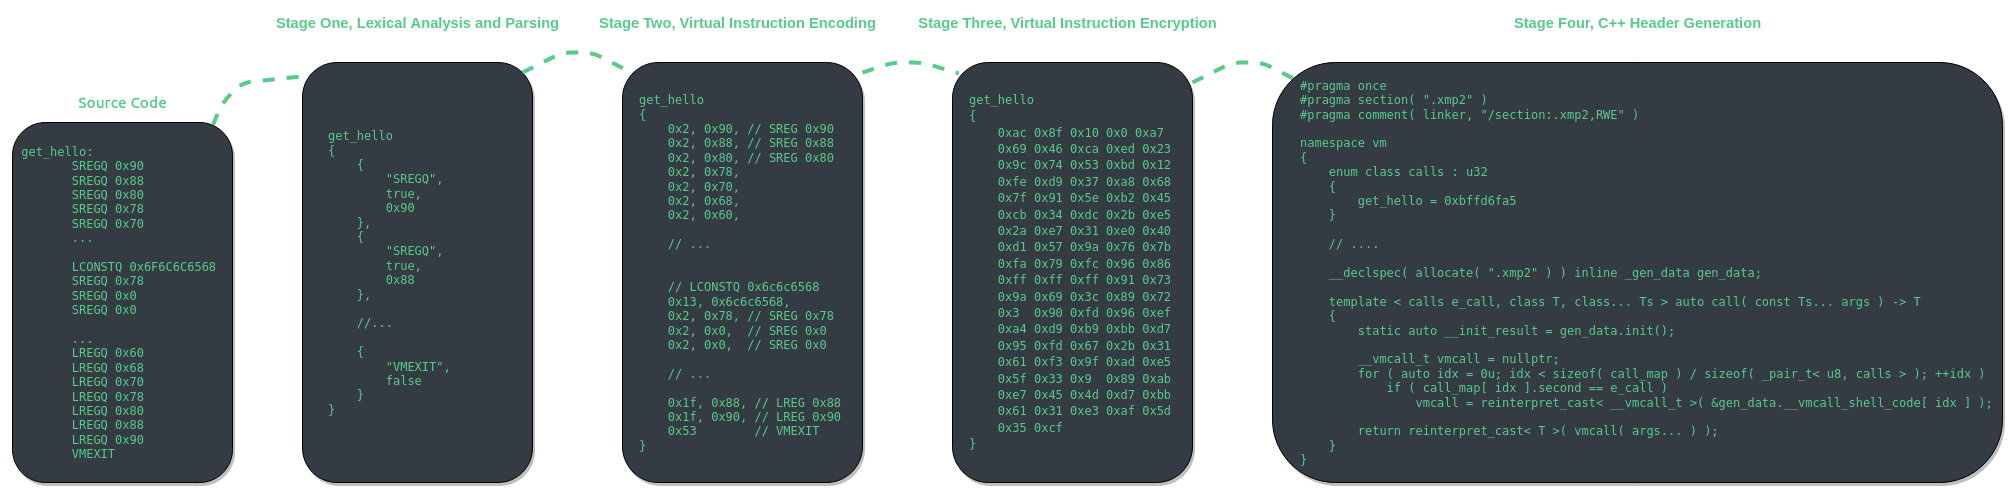 Source Code
get_hello:
SREGQ 0x90
SREGQ 0x88
SREGQ 0x80
SREGQ 0x78
SREGQ 0x70
...
LCONSTQ 0x6F6C6C6568
SREGQ 0x78
SREGQ 0x0
SREGQ 0x0
...
LREGQ 0x60
LREGQ 0x68
LREGQ 0x70
LREGQ 0x78
LREGQ 0x80
LREGQ 0x88
LREGQ 0x90
VMEXIT
Stage One, Lexical Analysis and Parsing
get_hello
{
{
"SREGQ",
true,
0x90
},
{
"SREGQ",
true,
0x88
},
//...
{
"VMEXIT",
false
}
}
Stage Two, Virtual Instruction Encoding
get_hello
{
0x2, 0x90, // SREG 0x90
0x2, 0x88, // SREG 0x88
0x2, 0x80, // SREG 0x80
0x2, 0x78,
0x2, 0x70,
0x2, 0x68,
0x2, 0x60,
// ...
// LCONSTQ 0x6c6c6568
0x13, 0x6c6c6568,
0x2, 0x78, // SREG 0x78
0x2, 0x0,  // SREG 0x0
0x2, 0x0,  // SREG 0x0
// ...
0x1f, 0x88, // LREG 0x88
0x1f, 0x90, // LREG 0x90
0x53        // VMEXIT
}
Stage Three, Virtual Instruction Encryption
get_hello
{
0xac 0x8f 0x10 0x0 0xa7
0x69 0x46 0xca 0xed 0x23
0x9c 0x74 0x53 0xbd 0x12
0xfe 0xd9 0x37 0xa8 0x68
0x7f 0x91 0x5e 0xb2 0x45
0xcb 0x34 0xdc 0x2b 0xe5
0x2a 0xe7 0x31 0xe0 0x40
0xd1 0x57 0x9a 0x76 0x7b
0xfa 0x79 0xfc 0x96 0x86
0xff 0xff 0xff 0x91 0x73
0x9a 0x69 0x3c 0x89 0x72
0x3  0x90 0xfd 0x96 0xef
0xa4 0xd9 0xb9 0xbb 0xd7
0x95 0xfd 0x67 0x2b 0x31
0x61 0xf3 0x9f 0xad 0xe5
0x5f 0x33 0x9  0x89 0xab
0xe7 0x45 0x4d 0xd7 0xbb
0x61 0x31 0xe3 0xaf 0x5d
0x35 0xcf
}
Stage Four, C++ Header Generation
#pragma once
#pragma section( ".xmp2" )
#pragma comment( linker, "/section:.xmp2,RWE" )
namespace vm
{
enum class calls : u32
{
get_hello = 0xbffd6fa5
}
// ....
__declspec( allocate( ".xmp2" ) ) inline _gen_data gen_data;
template < calls e_call, class T, class... Ts > auto call( const Ts... args ) -> T
{
static auto __init_result = gen_data.init();
__vmcall_t vmcall = nullptr;
for ( auto idx = 0u; idx < sizeof( call_map ) / sizeof( _pair_t< u8, calls > ); ++idx )
if ( call_map[ idx ].second == e_call )
vmcall = reinterpret_cast< __vmcall_t >( &gen_data.__vmcall_shell_code[ idx ] );
return reinterpret_cast< T >( vmcall( args... ) );
}
}